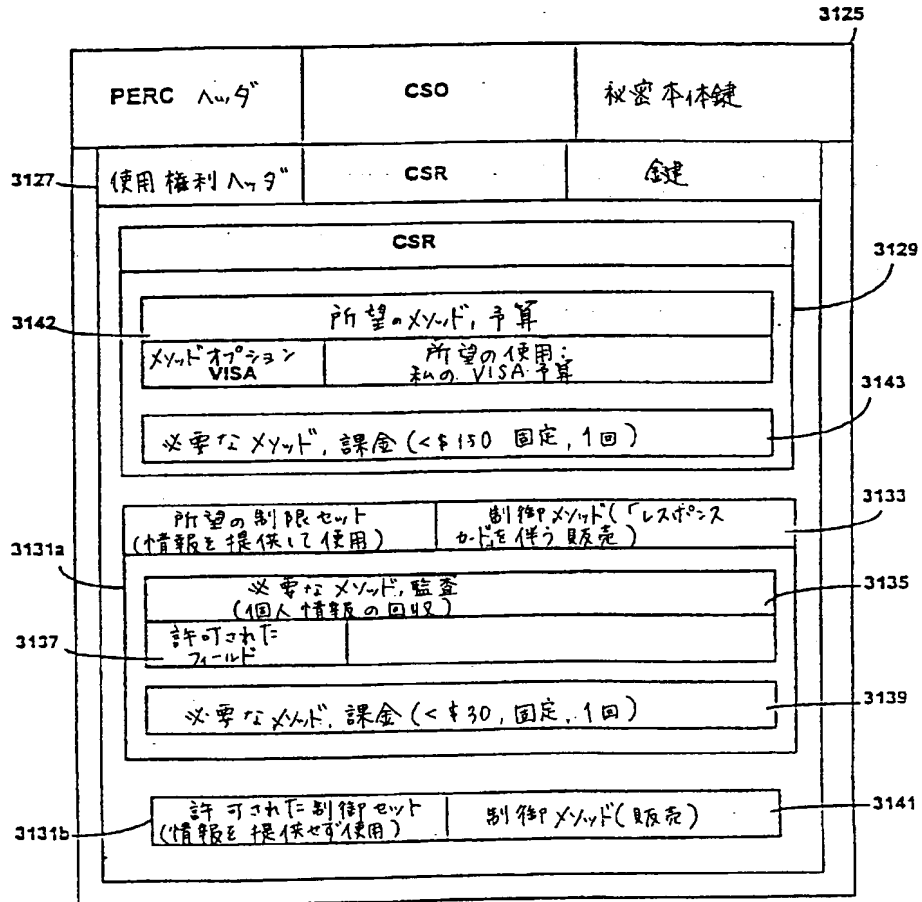 3125
PERC ヘッダ CSO 秘密本体鍵
3127 使用権利ヘッダ CSR 鍵
CSR
3129
3142 所望のメソッド, 予算
メソッドオプション 所望の使用:
VISA 私の VISA 予算
3143
必要なメソッド, 課金 (<$150 固定, 1回)
所望の制限セット 制御メソッド(「レスポンス 3133
(情報を提供して使用) カード」を伴う販売)
3131a
必要なメソッド, 監査 3135
(個人情報の回収)
3137 許可された
フィールド
3139
必要なメソッド, 課金 (<$30, 固定, 1回)
許可された制御セット 制御メソッド(販売) 3141
3131b (情報を提供せず使用)